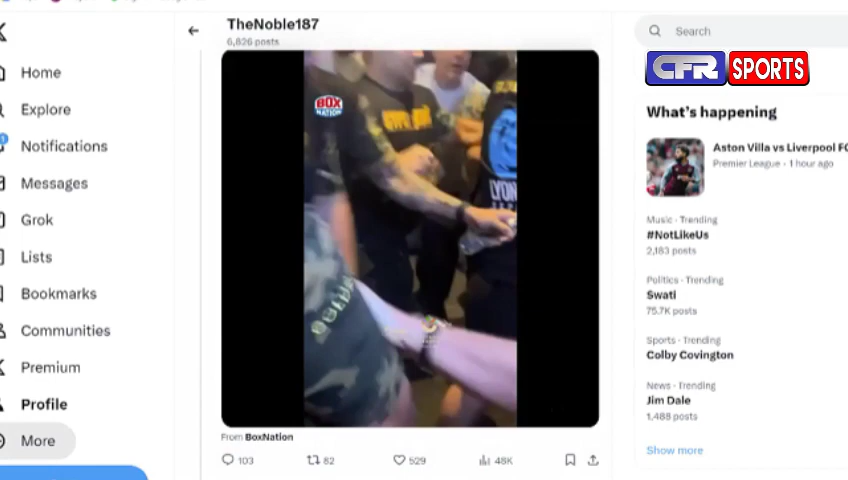 TheNoble187
6,826 posts
Search
CFR SPORTS
Home
Explore
Notifications
1
Messages
Grok
Lists
Bookmarks
Communities
Premium
Profile
More
BOX
NATION
LYON
What's happening
Aston Villa vs Liverpool FC
Premier League · 1 hour ago
Music · Trending
#NotLikeUs
2,183 posts
Politics · Trending
Swati
75.7K posts
Sports · Trending
Colby Covington
News · Trending
Jim Dale
1,488 posts
Show more
From BoxNation
103
82
529
48K